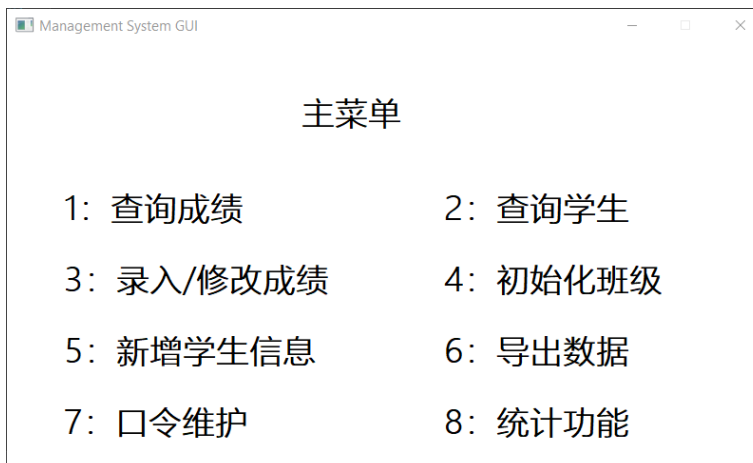 Management System GUI
主菜单
1：查询成绩 2：查询学生
3：录入/修改成绩 4：初始化班级
5：新增学生信息 6：导出数据
7：口令维护 8：统计功能